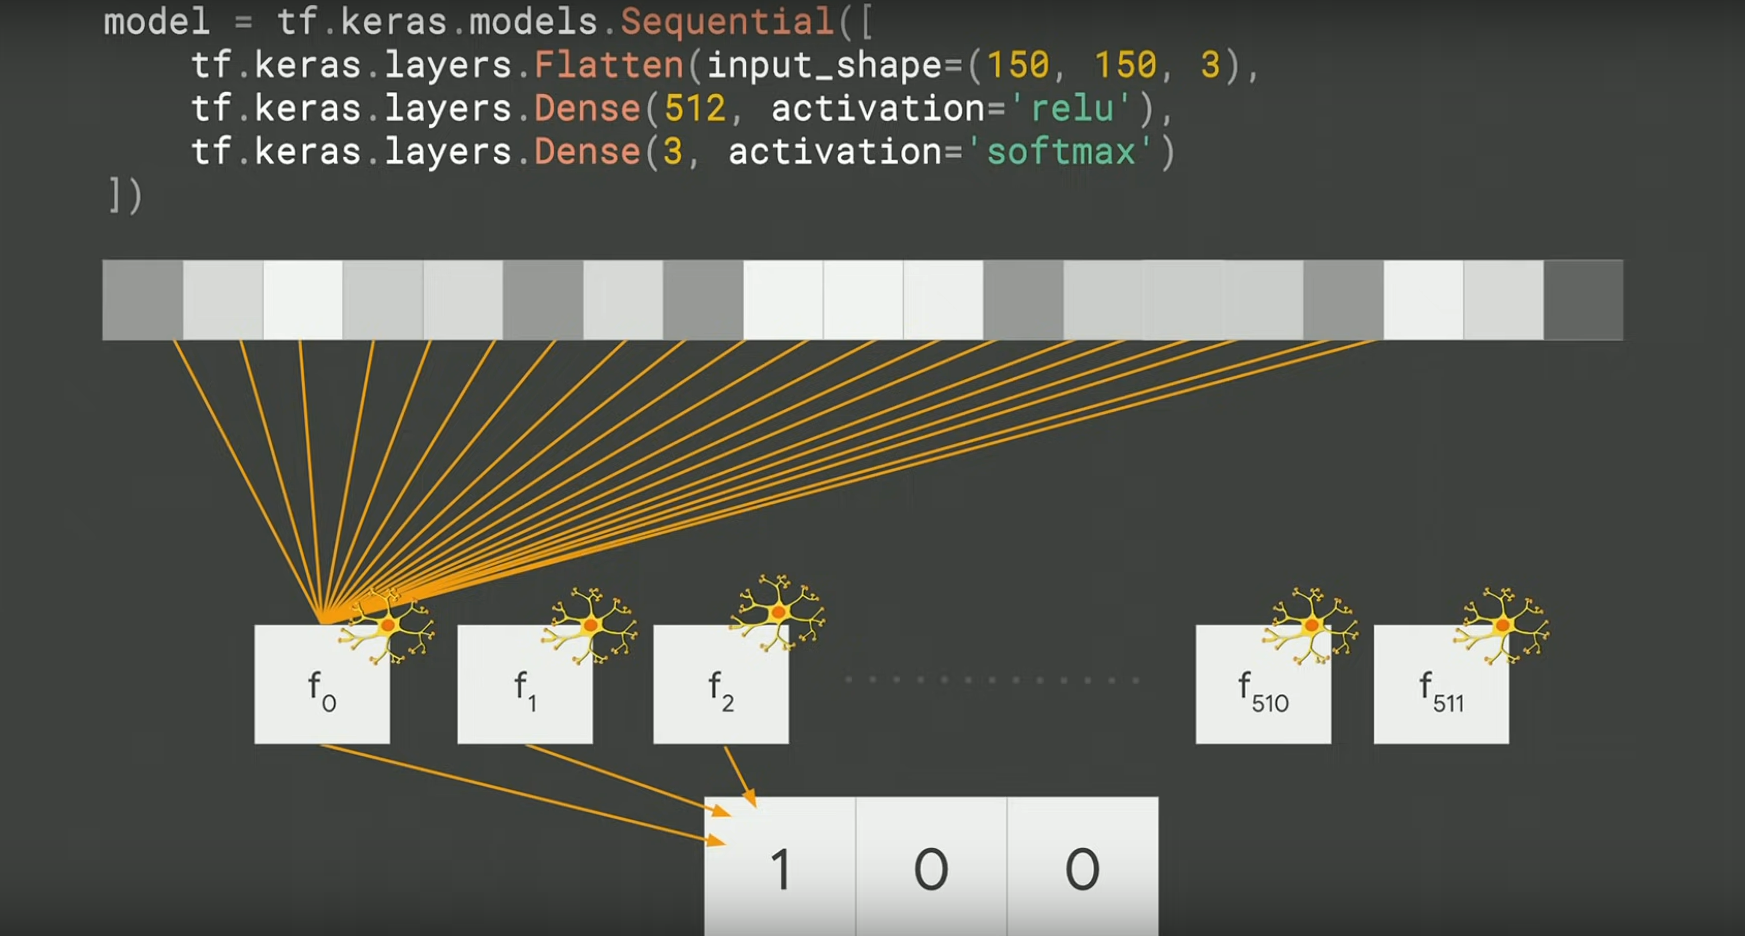 model = tf.keras.models.Sequential([
    tf.keras.layers.Flatten(input_shape=(150, 150, 3),
    tf.keras.layers.Dense(512, activation='relu'),
    tf.keras.layers.Dense(3, activation='softmax')
])
f0 f1 f2 f510 f511
1 0 0